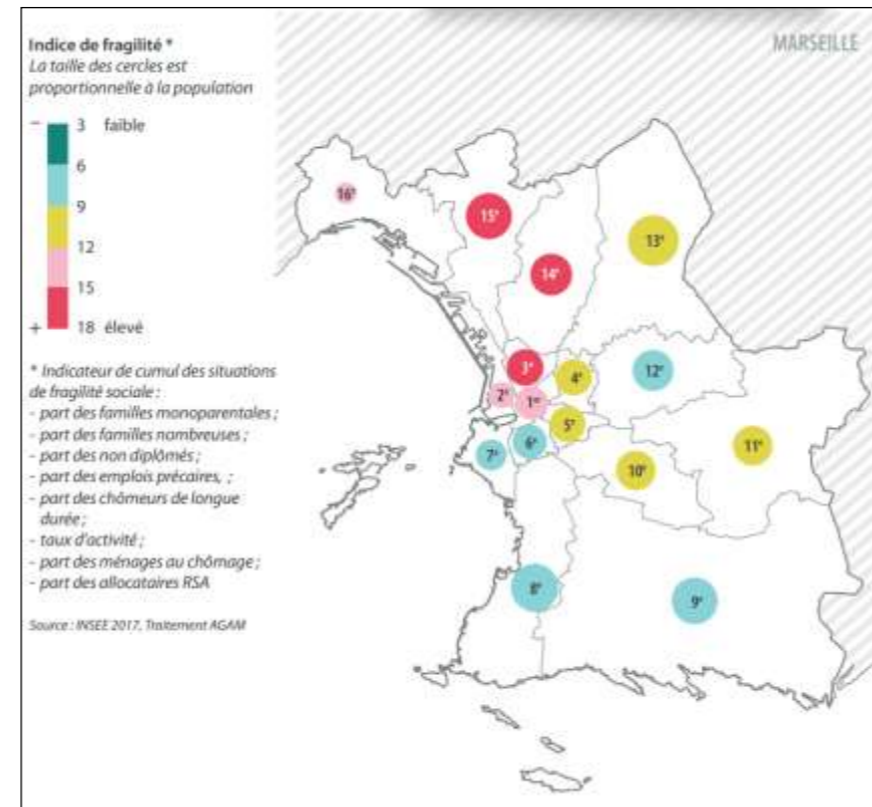 MARSEILLE
Indice de fragilité *
La taille des cercles est
proportionnelle à la population
–
3 faible
6
9
12
15
+ 18 élevé
* Indicateur de cumul des situations
de fragilité sociale :
- part des familles monoparentales ;
- part des familles nombreuses ;
- part des non diplômés ;
- part des emplois précaires, ;
- part des chômeurs de longue
durée ;
- taux d'activité ;
- part des ménages au chômage ;
- part des allocataires RSA
Source : INSEE 2017, Traitement AGAM
16e
15e
14e
13e
3e
4e
12e
2e
1er
5e
6e
7e
10e
11e
8e
9e